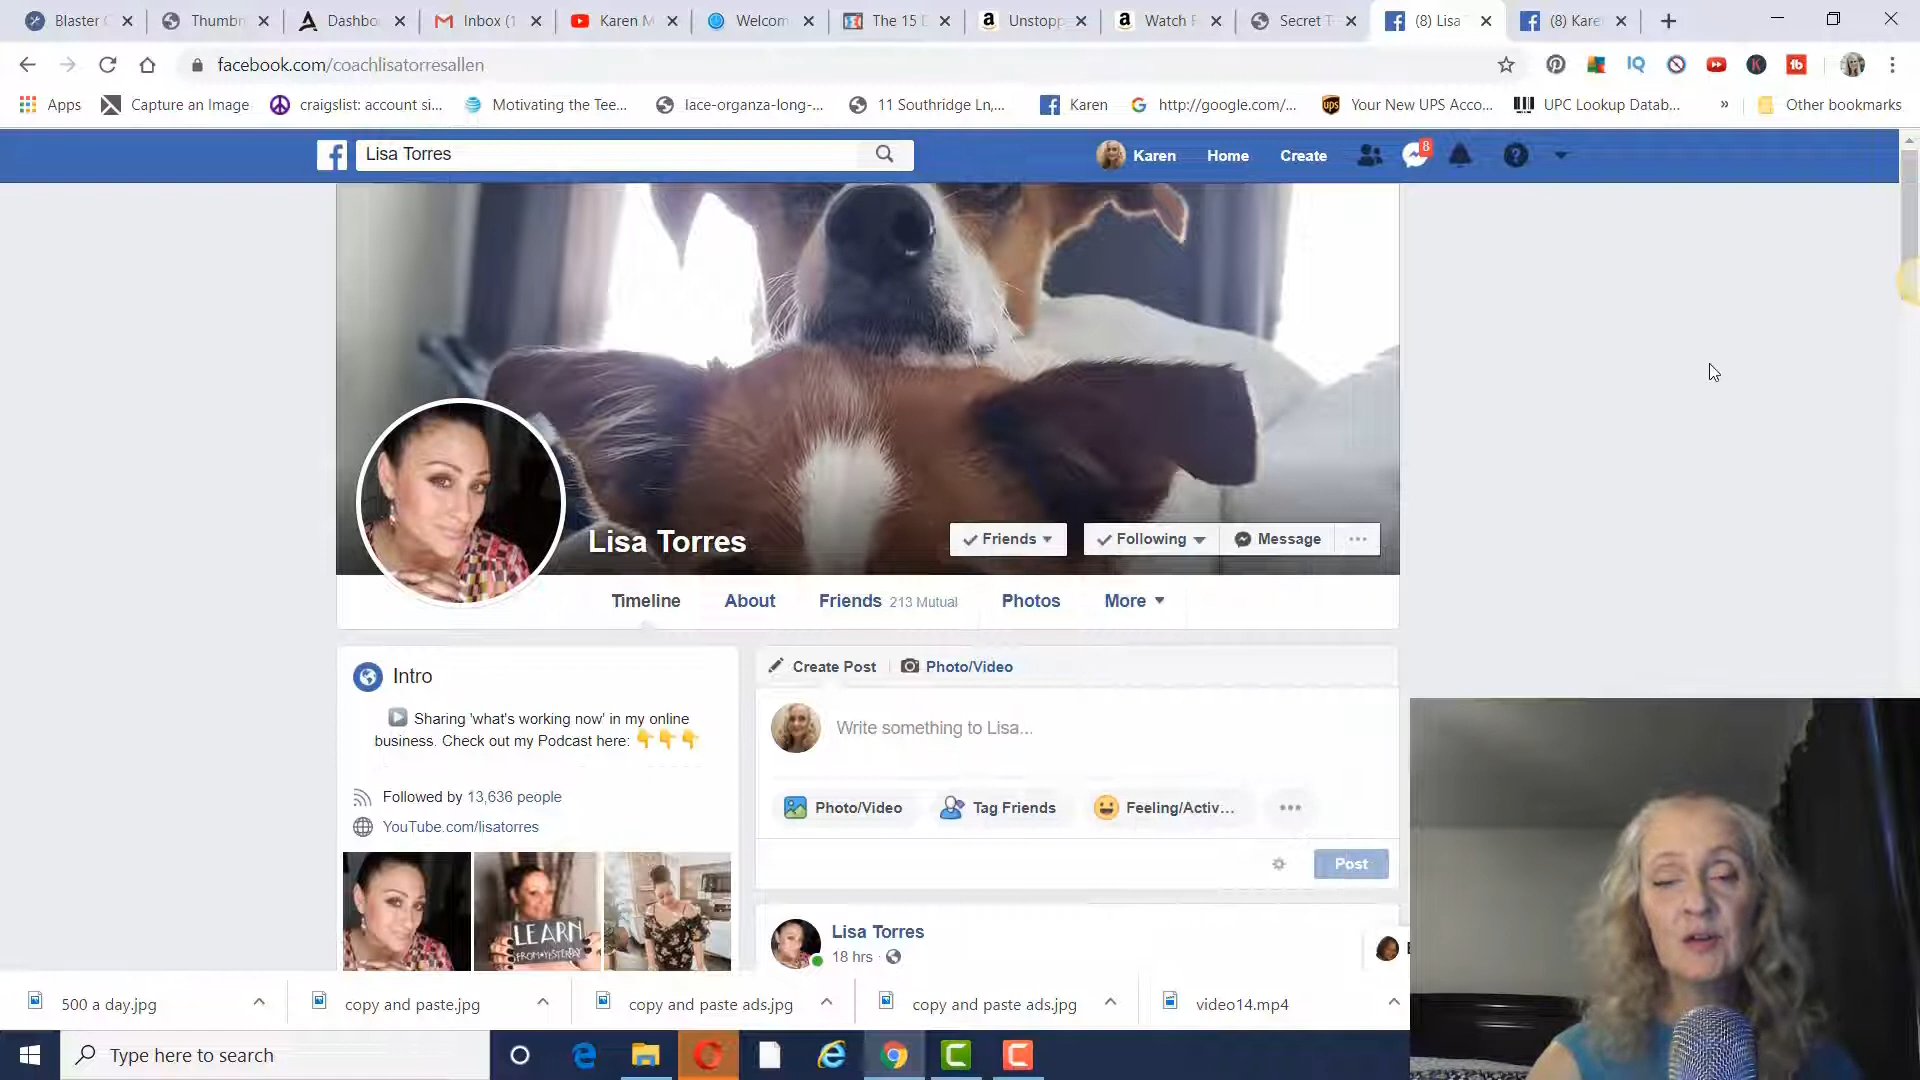 Blaster
Thumbn
Dashbo
Inbox (1
Karen M
Welcom
The 15
Unstopp
Watch
Secret T
(8) Lisa
(8) Kare
facebook.com/coachlisatorresallen
Apps
Capture an Image
craigslist: account si...
Motivating the Tee...
lace-organza-long-...
11 Southridge Ln,...
Karen
http://google.com/...
Your New UPS Acco...
UPC Lookup Datab...
»
Other bookmarks
Lisa Torres
Karen
Home
Create
8
Lisa Torres
Friends
Following
Message
Timeline
About
Friends 213 Mutual
Photos
More
Intro
Sharing 'what's working now' in my online
business. Check out my Podcast here:
Followed by 13,636 people
YouTube.com/lisatorres
LEARN
FROM YESTERDAY
Create Post
Photo/Video
Write something to Lisa...
Photo/Video
Tag Friends
Feeling/Activ...
Post
Lisa Torres
18 hrs
500 a day.jpg
copy and paste.jpg
copy and paste ads.jpg
copy and paste ads.jpg
video14.mp4
Type here to search